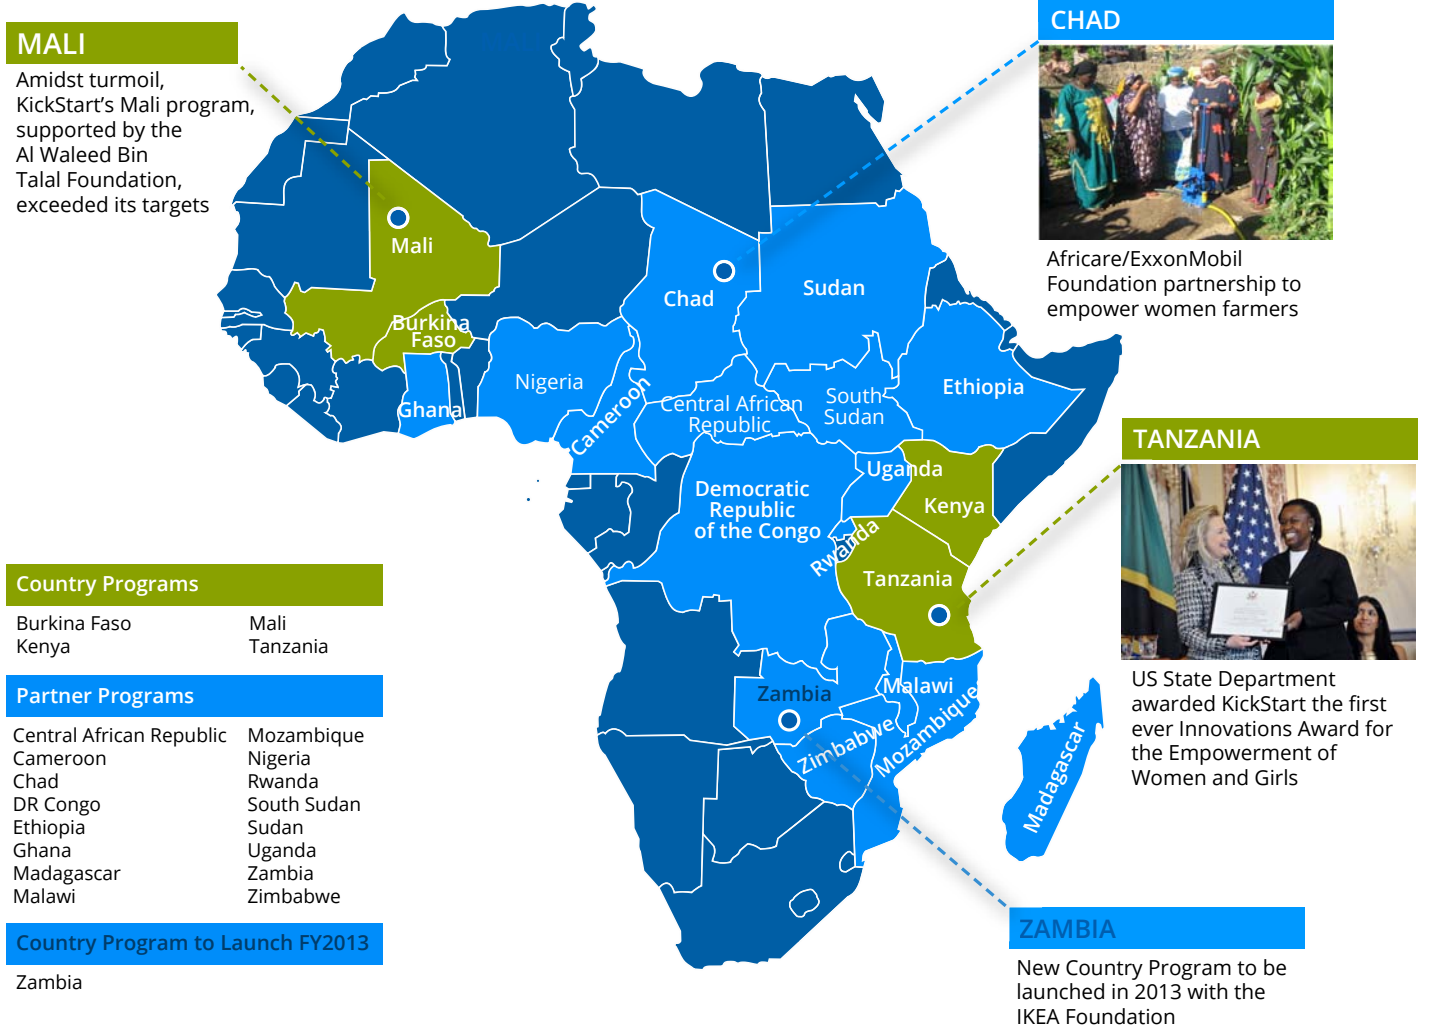 MALI
Amidst turmoil,
KickStart’s Mali program,
supported by the
Al Waleed Bin
Talal Foundation,
exceeded its targets
CHAD
Africare/ExxonMobil
Foundation partnership to
empower women farmers
Mali
Burkina
Faso
Ghana
Nigeria
Cameroon
Chad
Sudan
Central African
Republic
South
Sudan
Ethiopia
Uganda
Kenya
Democratic
Republic
of the Congo
Rwanda
Tanzania
Zambia
Malawi
Zimbabwe
Mozambique
Madagascar
TANZANIA
US State Department
awarded KickStart the first
ever Innovations Award for
the Empowerment of
Women and Girls
Country Programs
Burkina Faso Mali
Kenya Tanzania
Partner Programs
Central African Republic Mozambique
Cameroon Nigeria
Chad Rwanda
DR Congo South Sudan
Ethiopia Sudan
Ghana Uganda
Madagascar Zambia
Malawi Zimbabwe
Country Program to Launch FY2013
Zambia
ZAMBIA
New Country Program to be
launched in 2013 with the
IKEA Foundation